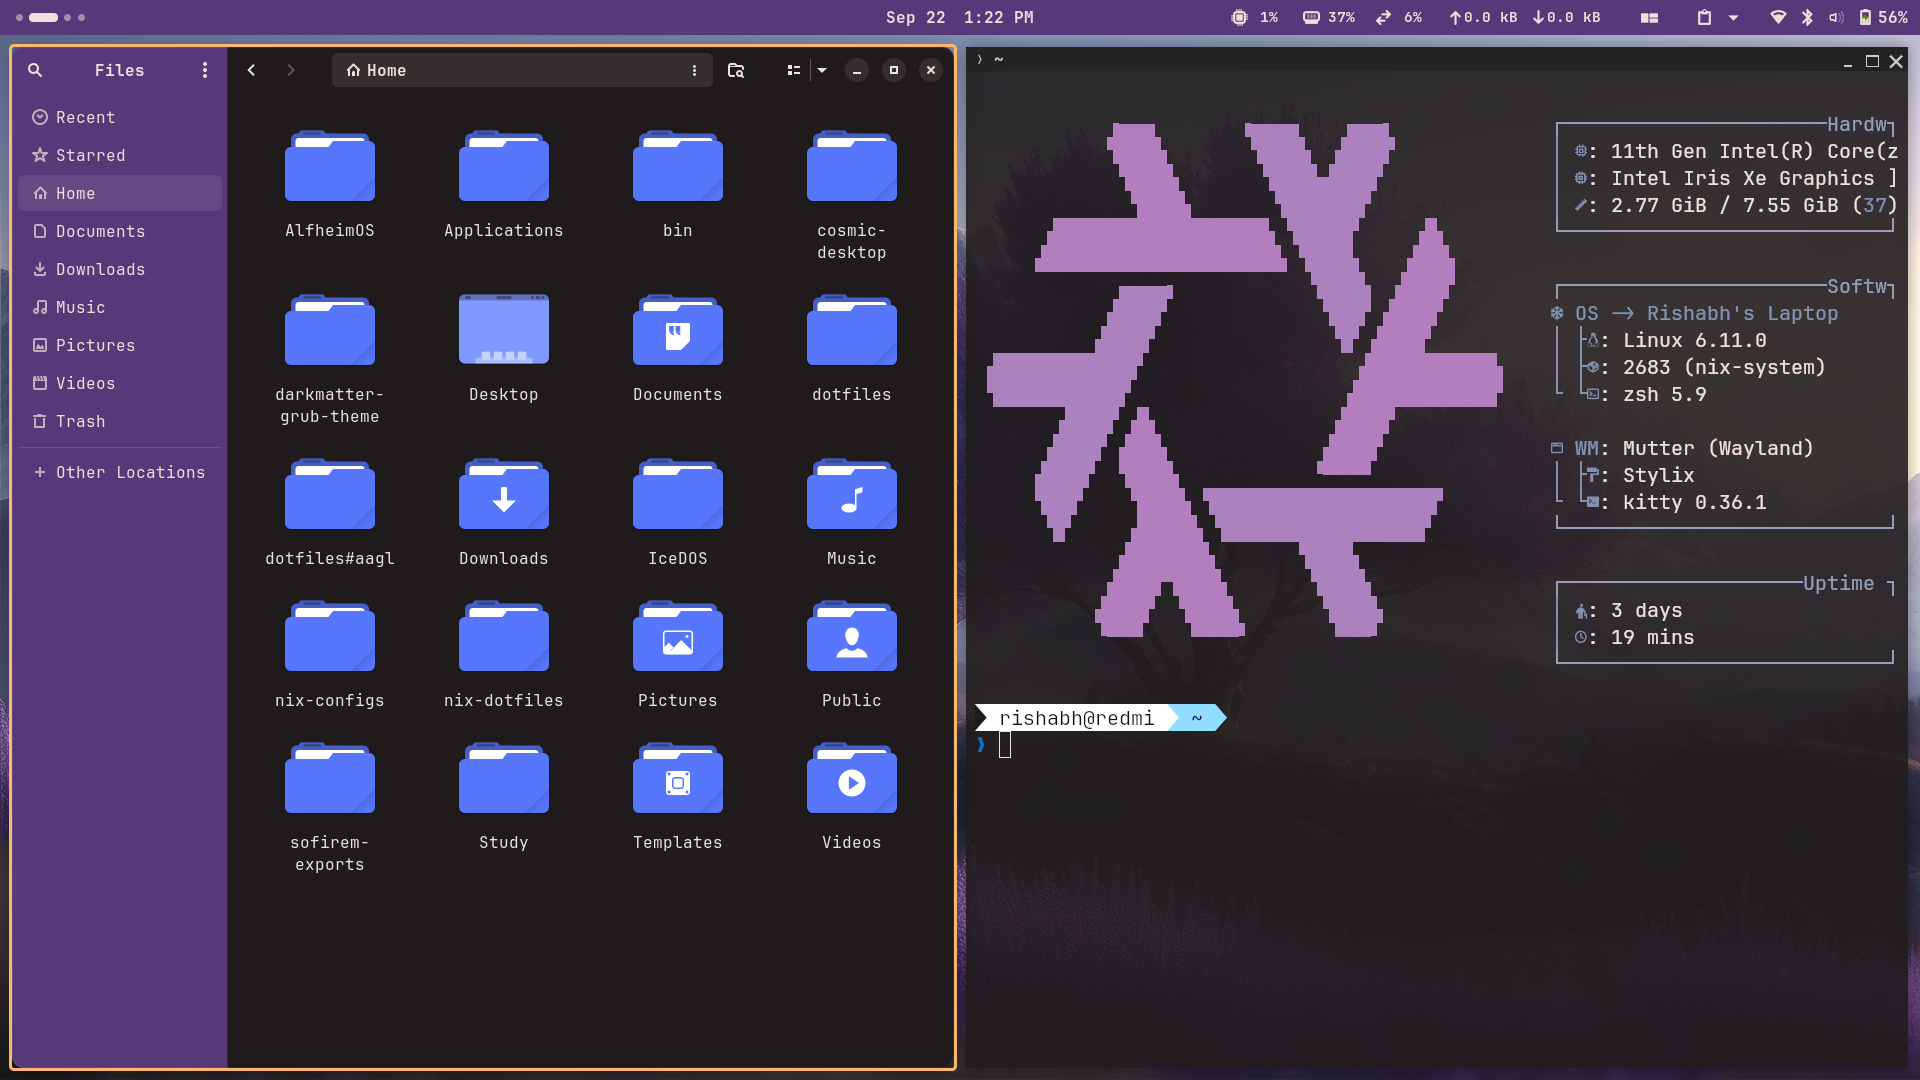 Sep 22  1:22 PM
1%
37%
6%
0.0 kB
0.0 kB
56%
Files
Home
Recent
Starred
Home
Documents
Downloads
Music
Pictures
Videos
Trash
Other Locations
AlfheimOS
Applications
bin
cosmic-
desktop
darkmatter-
grub-theme
Desktop
Documents
dotfiles
dotfiles#aagl
Downloads
IceDOS
Music
nix-configs
nix-dotfiles
Pictures
Public
sofirem-
exports
Study
Templates
Videos
~
Hardw
: 11th Gen Intel(R) Core(z
: Intel Iris Xe Graphics ]
: 2.77 GiB / 7.55 GiB (37)
Softw
OS → Rishabh's Laptop
: Linux 6.11.0
: 2683 (nix-system)
: zsh 5.9
WM: Mutter (Wayland)
: Stylix
: kitty 0.36.1
Uptime
: 3 days
: 19 mins
rishabh@redmi ~